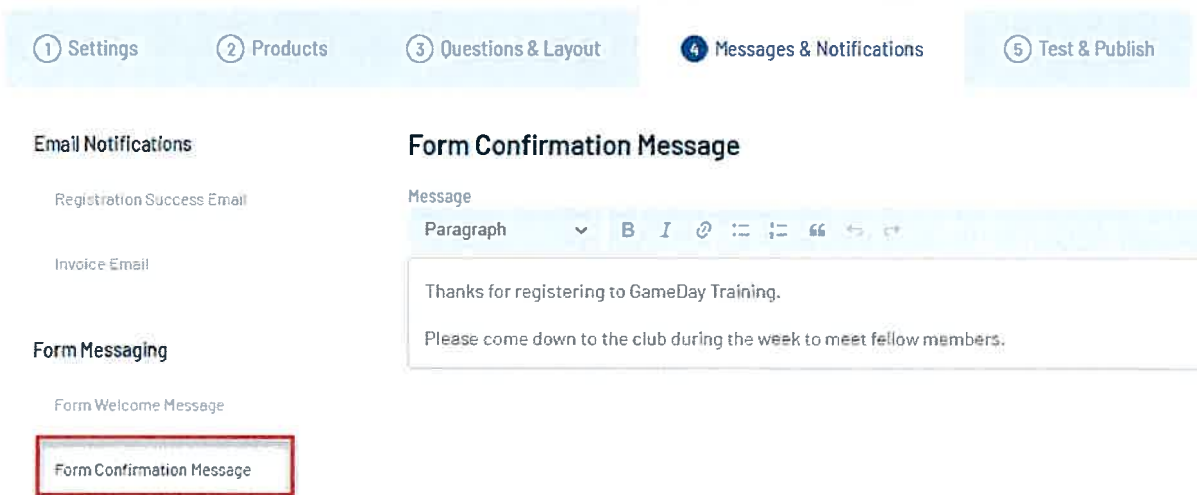 1 Settings
2 Products
3 Questions & Layout
4 Messages & Notifications
5 Test & Publish
Email Notifications
Registration Success Email
Invoice Email
Form Messaging
Form Welcome Message
Form Confirmation Message
Form Confirmation Message
Message
Paragraph
B I
Thanks for registering to GameDay Training.
Please come down to the club during the week to meet fellow members.